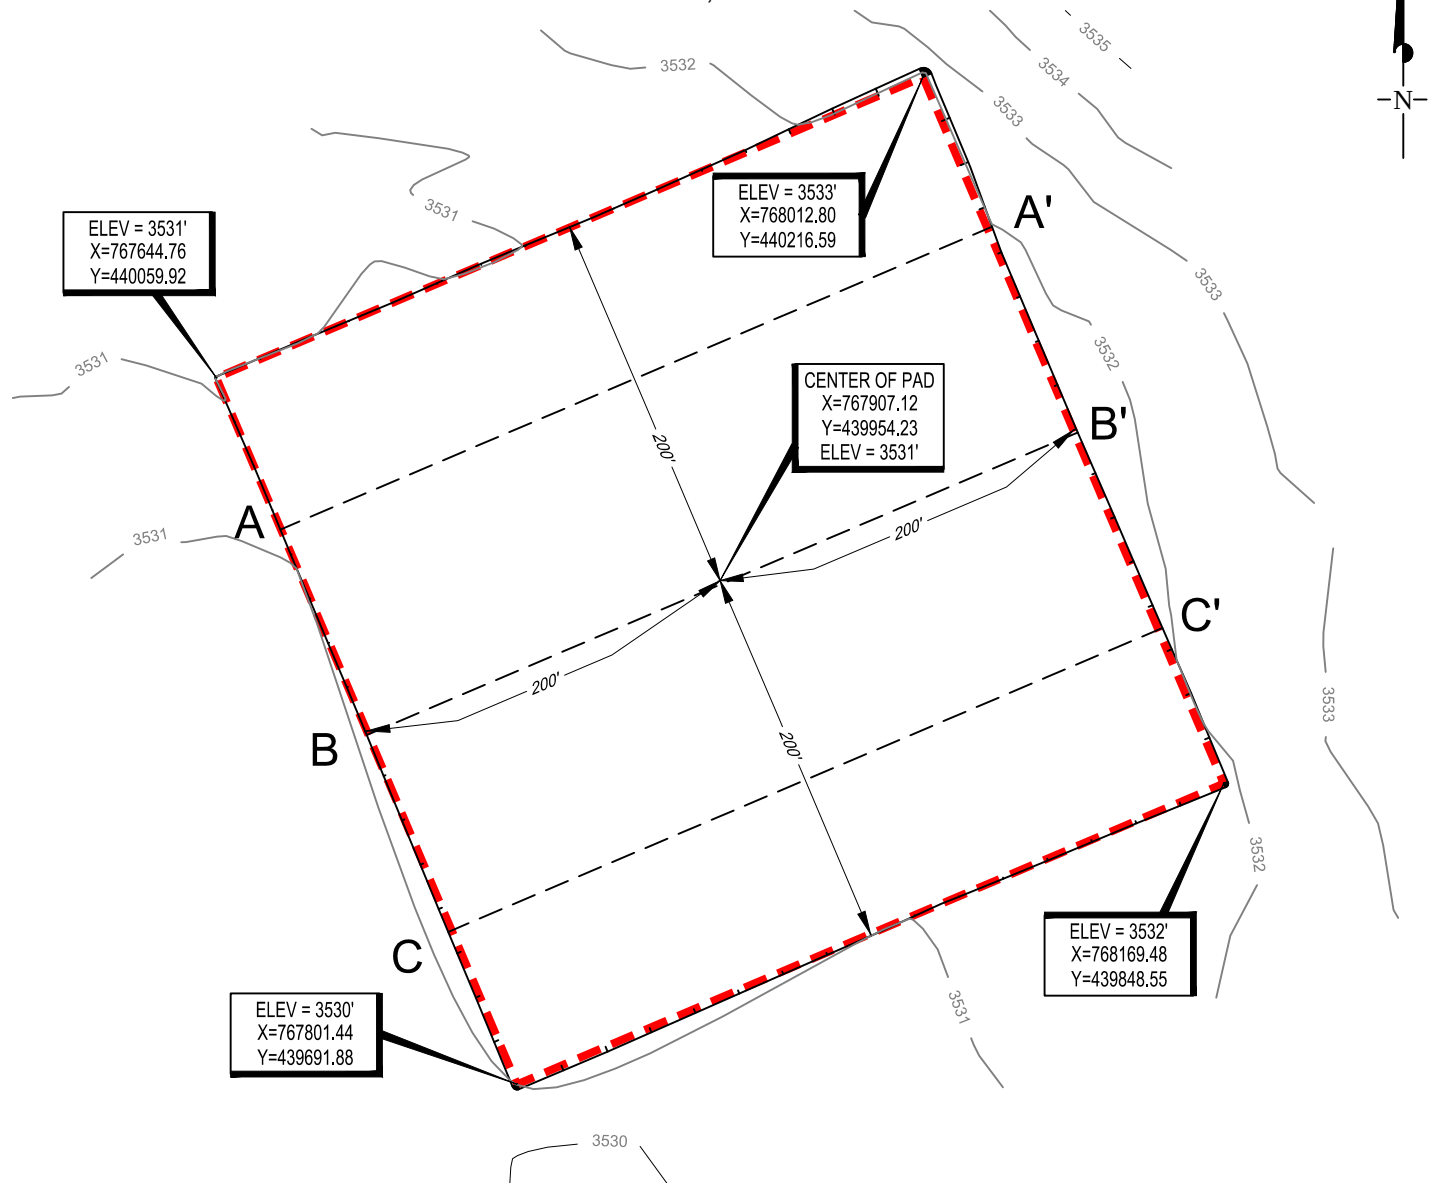 3535
3532
3534
3533
N
ELEV = 3533'
X=768012.80
Y=440216.59
A'
3531
ELEV = 3531'
X=767644.76
Y=440059.92
3533
3532
3531
CENTER OF PAD
X=767907.12
Y=439954.23
ELEV = 3531'
B'
200'
A
200'
3531
C'
200'
B
200'
3533
3532
C
ELEV = 3532'
X=768169.48
Y=439848.55
3531
ELEV = 3530'
X=767801.44
Y=439691.88
3530